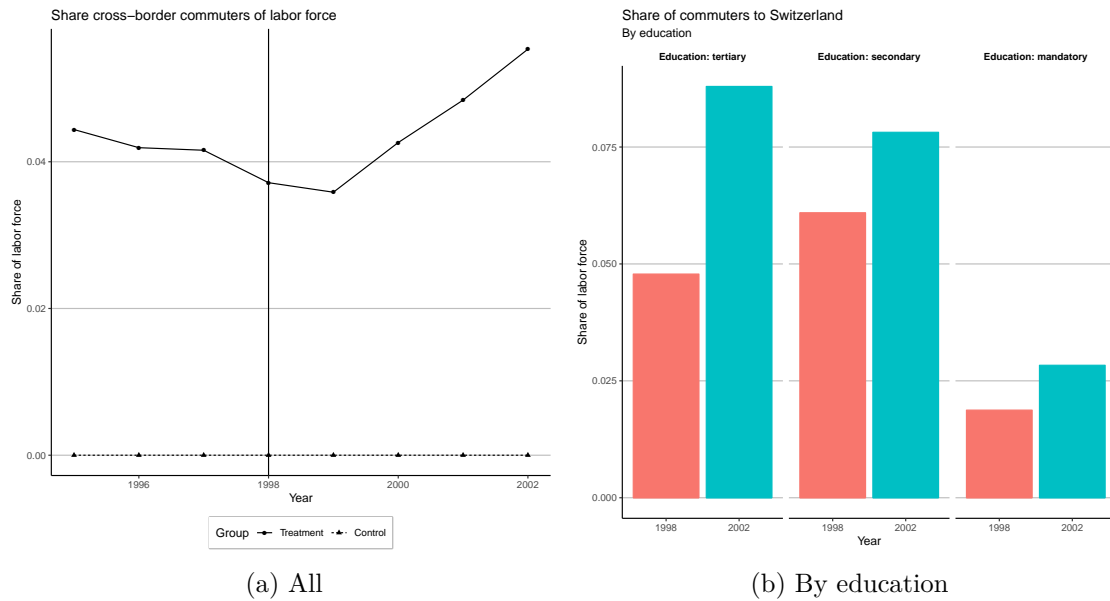 Share cross−border commuters of labor force
Share of labor force
0.04
0.02
0.00
1996 1998 2000 2002
Year
Group Treatment Control
(a) All
Share of commuters to Switzerland
By education
Education: tertiary Education: secondary Education: mandatory
Share of labor force
0.075
0.050
0.025
0.000
1998 2002 1998 2002 1998 2002
Year
(b) By education